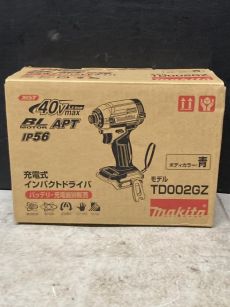 XGT
40Vmax
BL MOTOR APT
IP56
ボディカラー 青
充電式
インパクトドライバ
モデル
TD002GZ
バッテリ・充電器別販売
makita